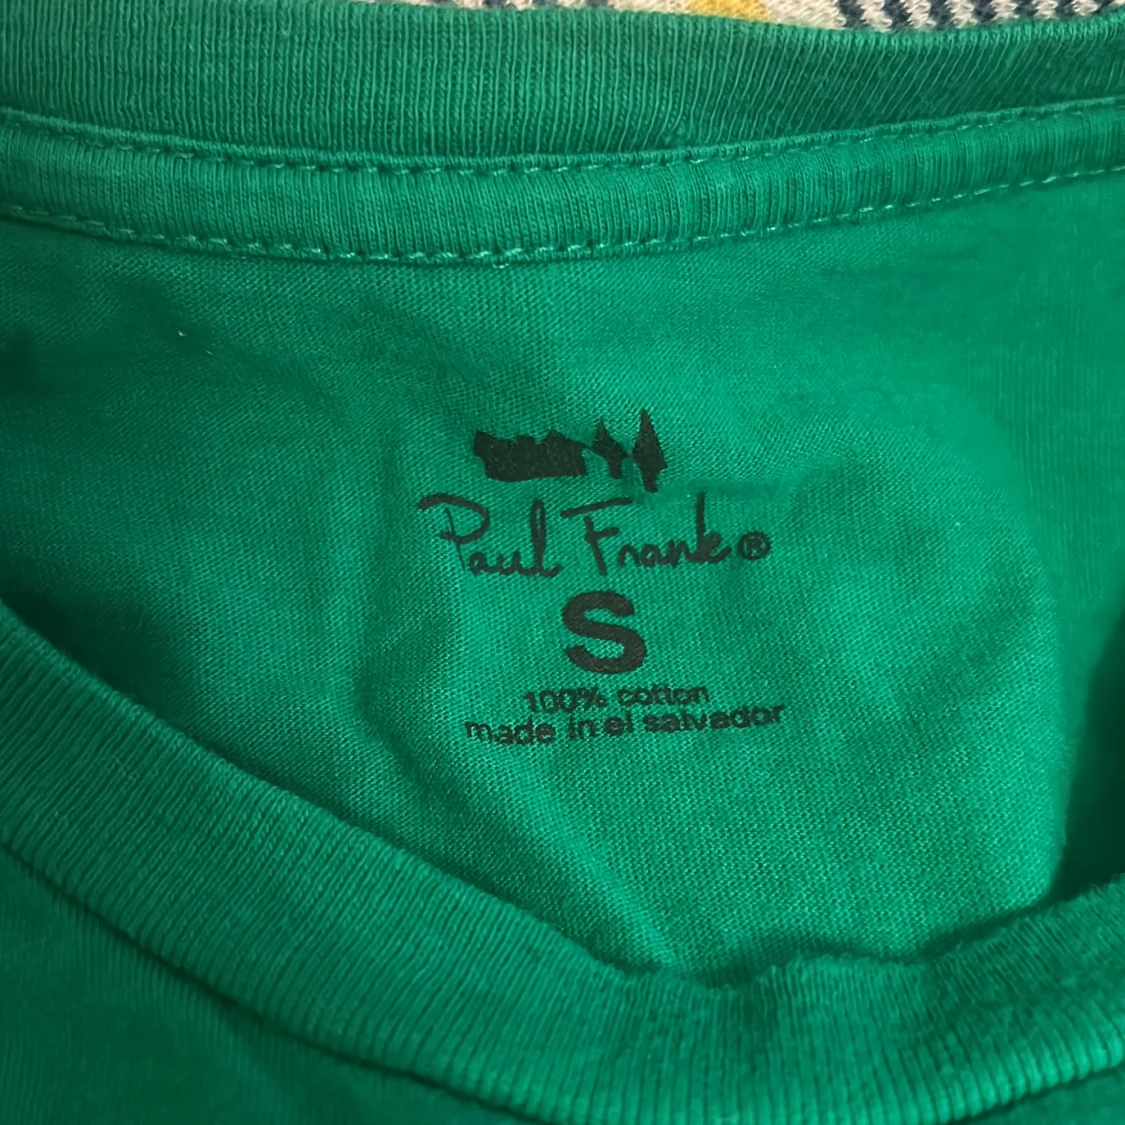 Paul Frank®
S
100% cotton
made in el salvador